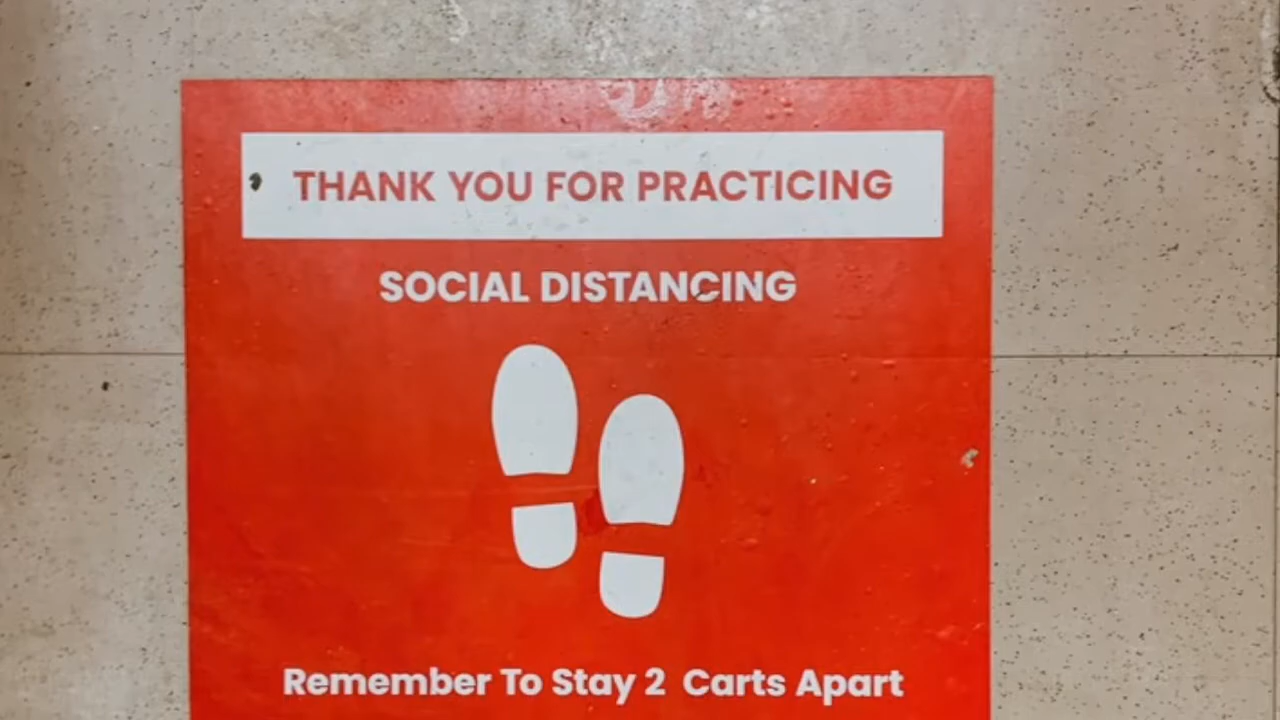 THANK YOU FOR PRACTICING
SOCIAL DISTANCING
Remember To Stay 2 Carts Apart